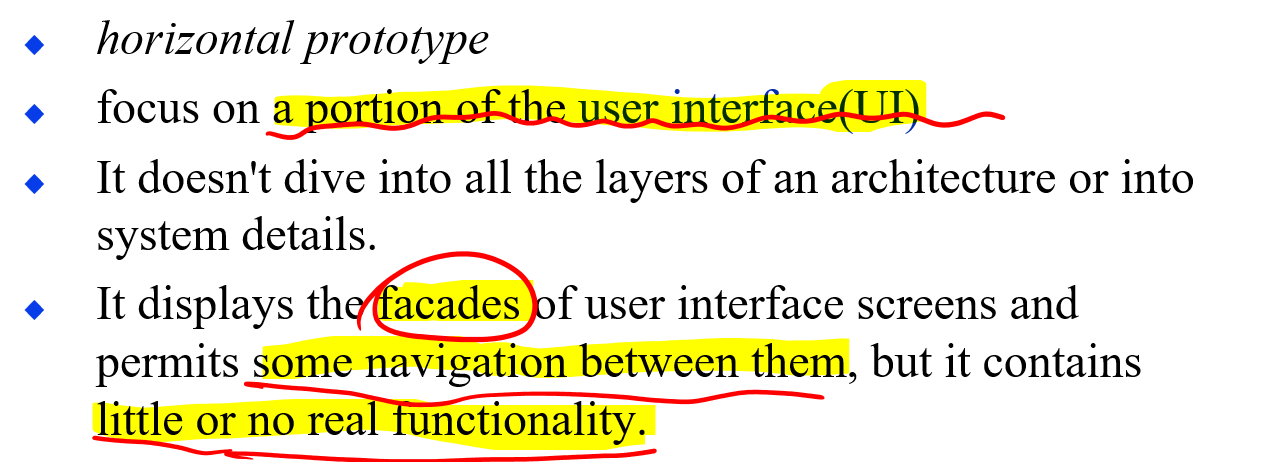 horizontal prototype
focus on a portion of the user interface(UI)
It doesn't dive into all the layers of an architecture or into
system details.
It displays the facades of user interface screens and
permits some navigation between them, but it contains
little or no real functionality.